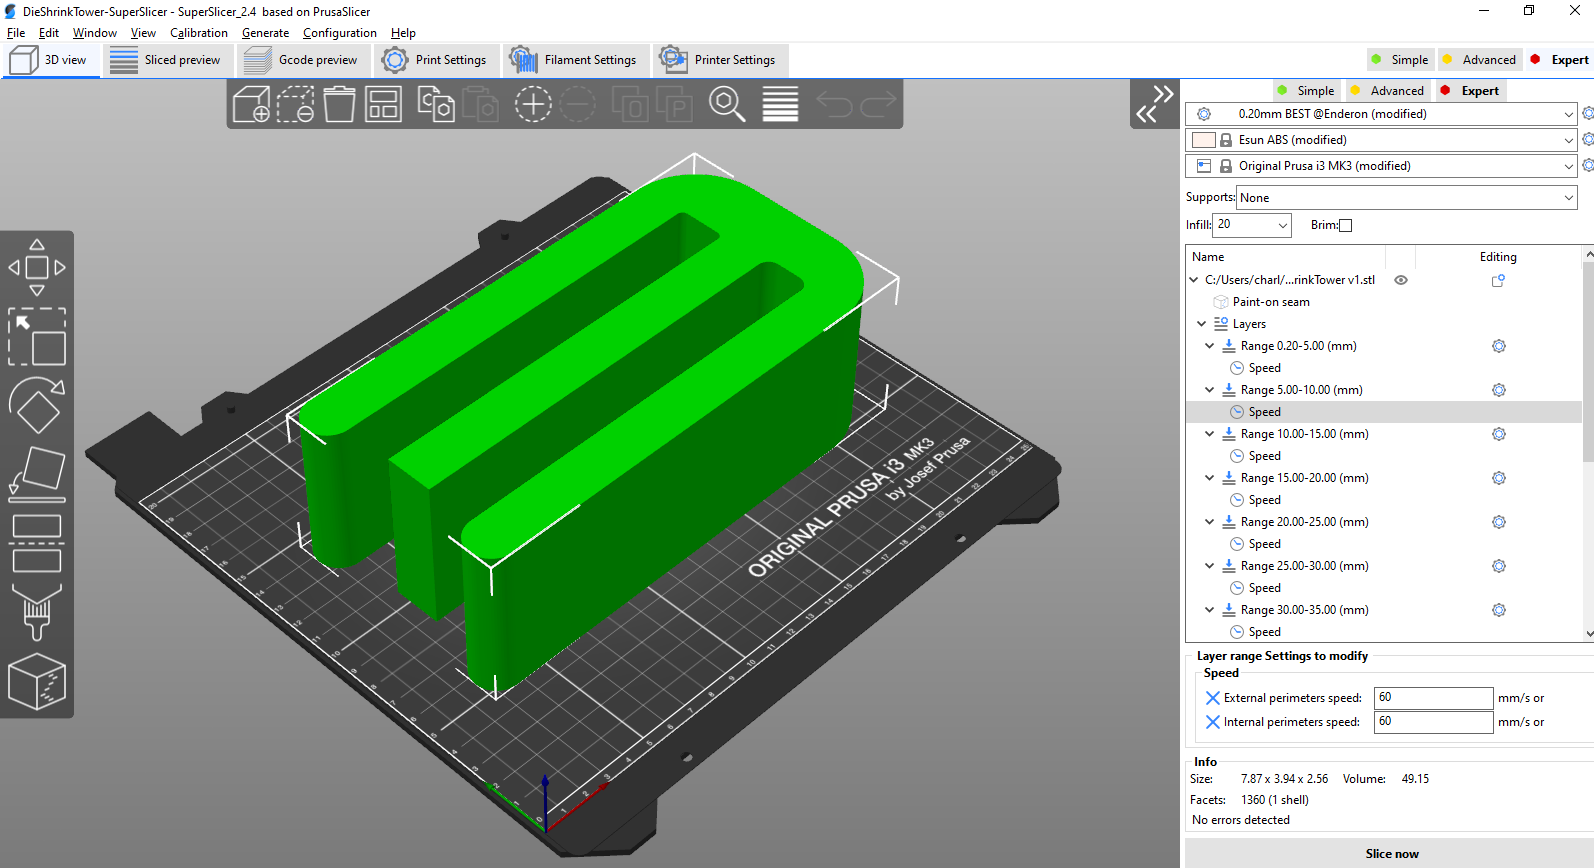 DieShrinkTower-SuperSlicer - SuperSlicer_2.4 based on PrusaSlicer
File Edit Window View Calibration Generate Configuration Help
3D view Sliced preview Gcode preview Print Settings Filament Settings Printer Settings Simple Advanced Expert
Simple Advanced Expert
0.20mm BEST @Enderon (modified)
Esun ABS (modified)
Original Prusa i3 MK3 (modified)
Supports: None
Infill: 20 Brim:
Name Editing
C:/Users/charl/...rinkTower v1.stl
Paint-on seam
Layers
Range 0.20-5.00 (mm)
Speed
Range 5.00-10.00 (mm)
Speed
Range 10.00-15.00 (mm)
Speed
Range 15.00-20.00 (mm)
Speed
Range 20.00-25.00 (mm)
Speed
Range 25.00-30.00 (mm)
Speed
Range 30.00-35.00 (mm)
Speed
Layer range Settings to modify
Speed
External perimeters speed: 60 mm/s or
Internal perimeters speed: 60 mm/s or
Info
Size: 7.87 x 3.94 x 2.56 Volume: 49.15
Facets: 1360 (1 shell)
No errors detected
Slice now
ORIGINAL PRUSA i3 MK3
by Josef Prusa